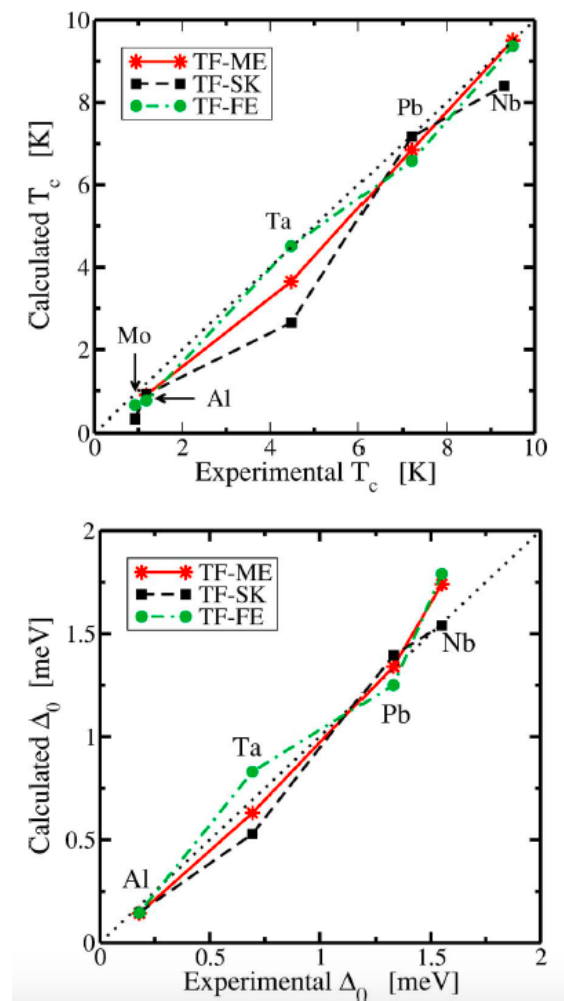 10
TF-ME
TF-SK
TF-FE
8
Pb
Nb
6
Ta
4
Mo
2
Al
0
0 2 4 6 8 10
Calculated T_c [K]
Experimental T_c [K]
2
TF-ME
TF-SK
TF-FE
1.5
Nb
Pb
1
Ta
0.5
Al
0
0 0.5 1 1.5 2
Calculated Δ_0 [meV]
Experimental Δ_0 [meV]